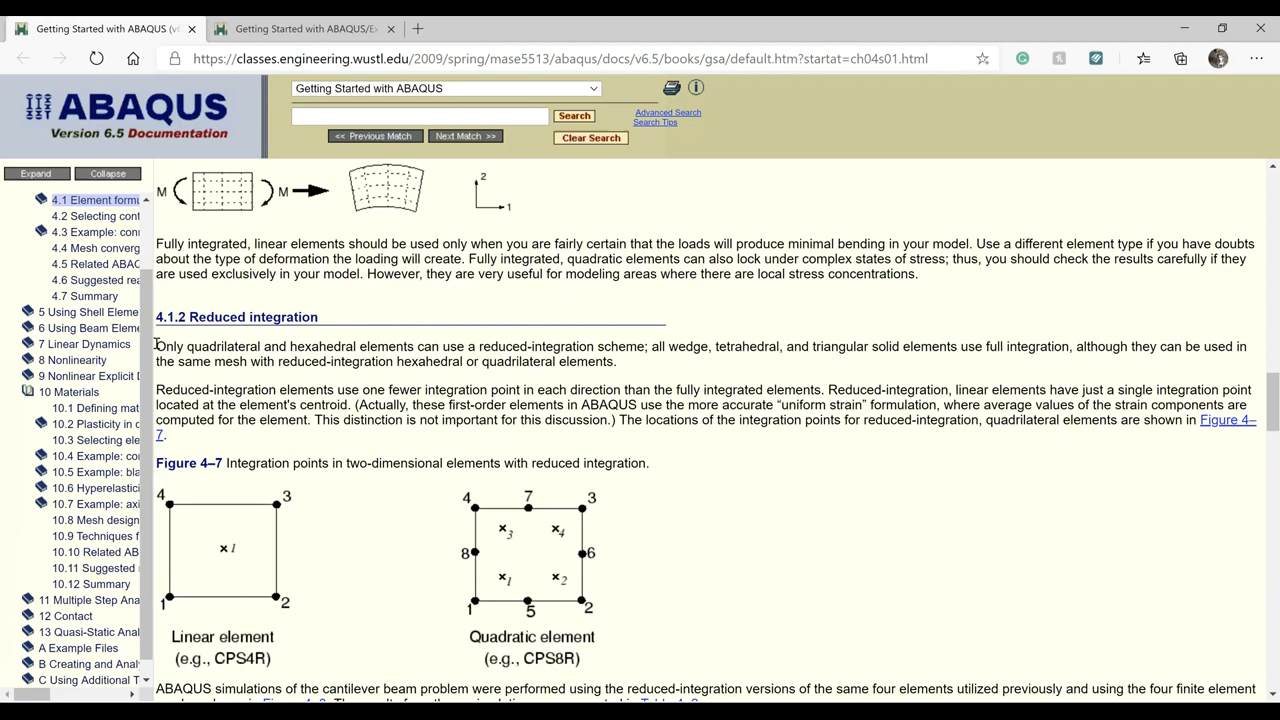 Getting Started with ABAQUS (v6
Getting Started with ABAQUS/Ex
https://classes.engineering.wustl.edu/2009/spring/mase5513/abaqus/docs/v6.5/books/gsa/default.htm?startat=ch04s01.html
ABAQUS
Version 6.5 Documentation
Getting Started with ABAQUS
Search
Advanced Search
Search Tips
<< Previous Match
Next Match >>
Clear Search
Expand
Collapse
4.1 Element formu
4.2 Selecting cont
4.3 Example: conn
4.4 Mesh converg
4.5 Related ABAC
4.6 Suggested rea
4.7 Summary
5 Using Shell Eleme
6 Using Beam Eleme
7 Linear Dynamics
8 Nonlinearity
9 Nonlinear Explicit D
10 Materials
10.1 Defining mat
10.2 Plasticity in d
10.3 Selecting ele
10.4 Example: con
10.5 Example: bla
10.6 Hyperelastici
10.7 Example: axi
10.8 Mesh design
10.9 Techniques f
10.10 Related AB
10.11 Suggested
10.12 Summary
11 Multiple Step Ana
12 Contact
13 Quasi-Static Anal
A Example Files
B Creating and Analy
C Using Additional T
M M 2 1
Fully integrated, linear elements should be used only when you are fairly certain that the loads will produce minimal bending in your model. Use a different element type if you have doubts
about the type of deformation the loading will create. Fully integrated, quadratic elements can also lock under complex states of stress; thus, you should check the results carefully if they
are used exclusively in your model. However, they are very useful for modeling areas where there are local stress concentrations.
4.1.2 Reduced integration
Only quadrilateral and hexahedral elements can use a reduced-integration scheme; all wedge, tetrahedral, and triangular solid elements use full integration, although they can be used in
the same mesh with reduced-integration hexahedral or quadrilateral elements.
Reduced-integration elements use one fewer integration point in each direction than the fully integrated elements. Reduced-integration, linear elements have just a single integration point
located at the element's centroid. (Actually, these first-order elements in ABAQUS use the more accurate “uniform strain” formulation, where average values of the strain components are
computed for the element. This distinction is not important for this discussion.) The locations of the integration points for reduced-integration, quadrilateral elements are shown in Figure 4–
7.
Figure 4–7 Integration points in two-dimensional elements with reduced integration.
4 3 4 7 3
1 8 3 4 6
1 2
1 2 1 5 2
Linear element
(e.g., CPS4R)
Quadratic element
(e.g., CPS8R)
ABAQUS simulations of the cantilever beam problem were performed using the reduced-integration versions of the same four elements utilized previously and using the four finite element